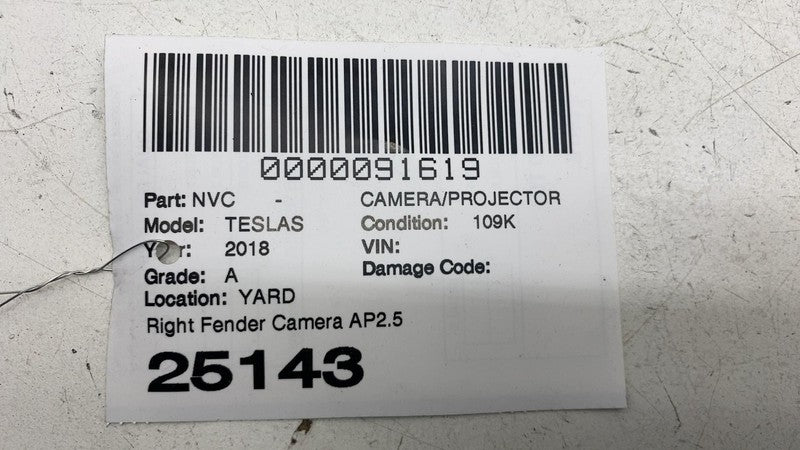 0000091619
Part: NVC - CAMERA/PROJECTOR
Model: TESLAS Condition: 109K
2018 VIN:
Grade: A Damage Code:
Location: YARD
Right Fender Camera AP2.5
25143